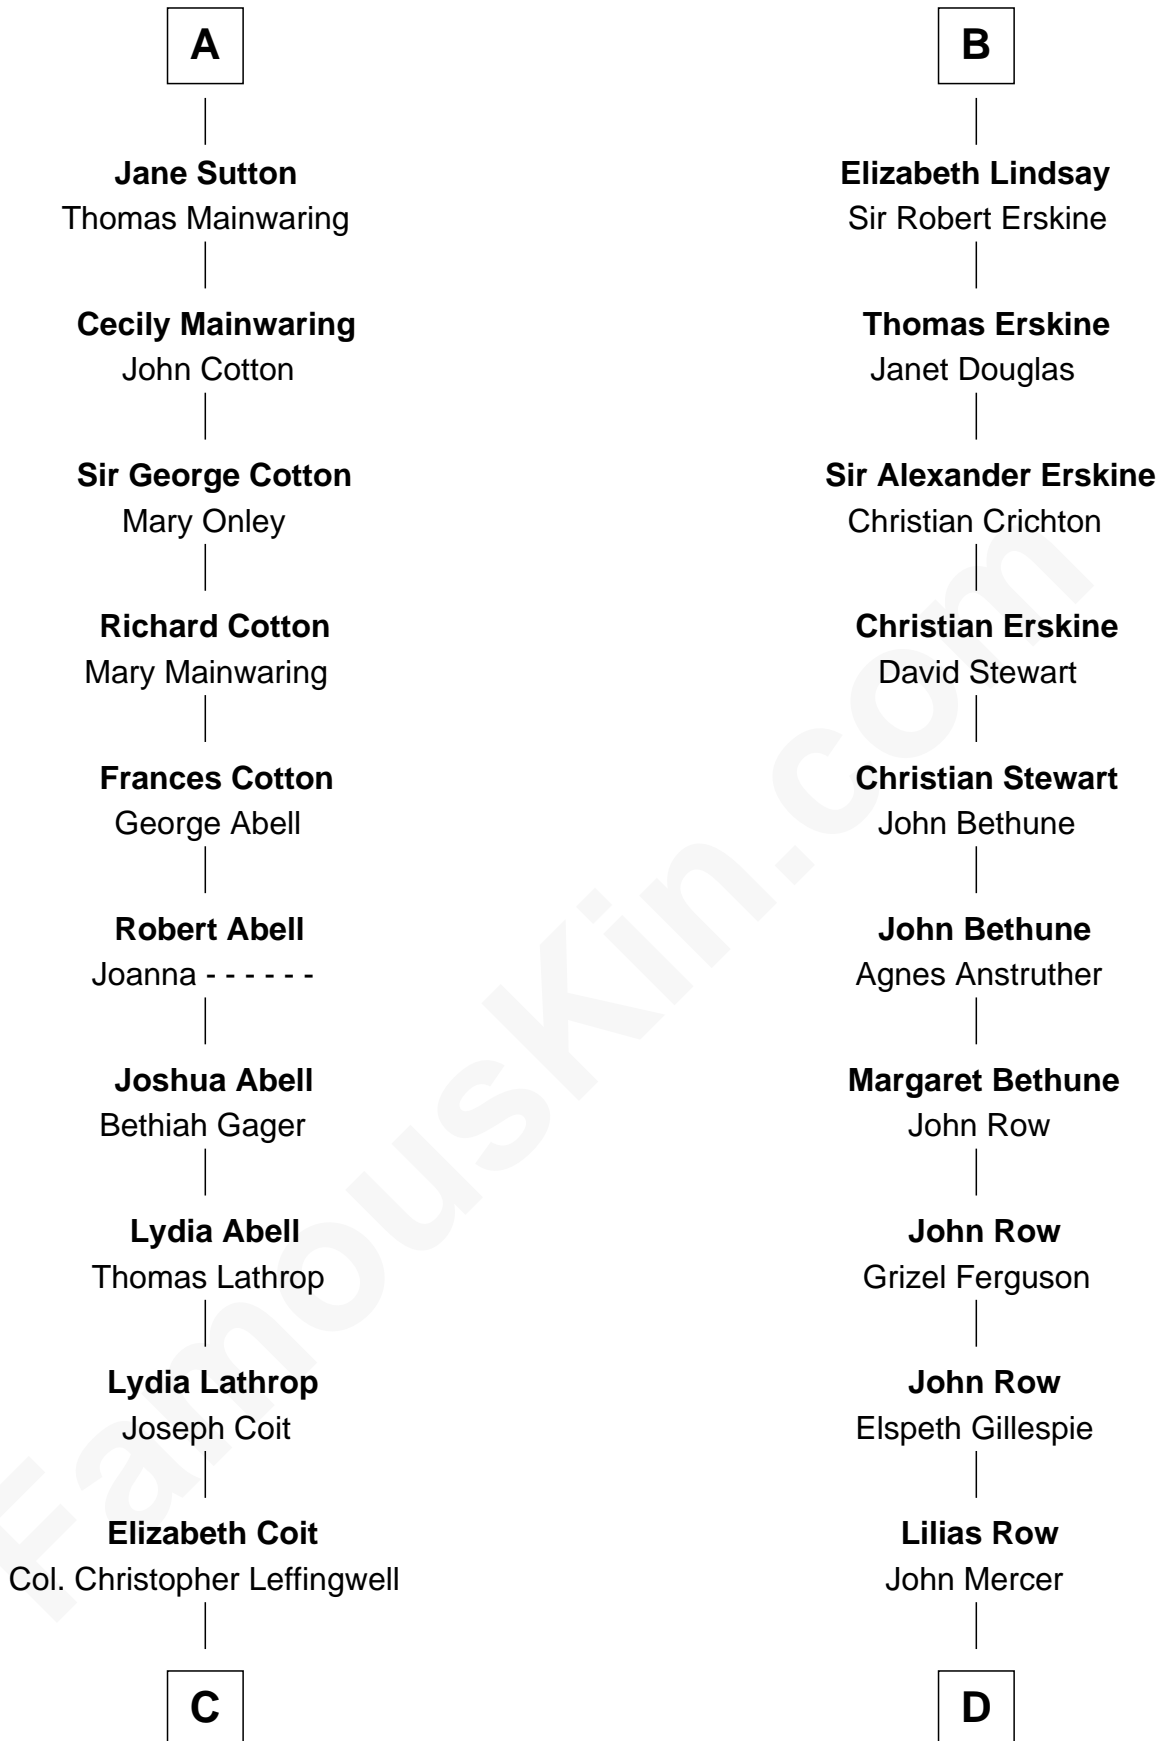 A
Jane Sutton
Thomas Mainwaring
Cecily Mainwaring
John Cotton
Sir George Cotton
Mary Onley
Richard Cotton
Mary Mainwaring
Frances Cotton
George Abell
Robert Abell
Joanna - - - - - -
Joshua Abell
Bethiah Gager
Lydia Abell
Thomas Lathrop
Lydia Lathrop
Joseph Coit
Elizabeth Coit
Col. Christopher Leffingwell
C
B
Elizabeth Lindsay
Sir Robert Erskine
Thomas Erskine
Janet Douglas
Sir Alexander Erskine
Christian Crichton
Christian Erskine
David Stewart
Christian Stewart
John Bethune
John Bethune
Agnes Anstruther
Margaret Bethune
John Row
John Row
Grizel Ferguson
John Row
Elspeth Gillespie
Lilias Row
John Mercer
D
FamousKin.com